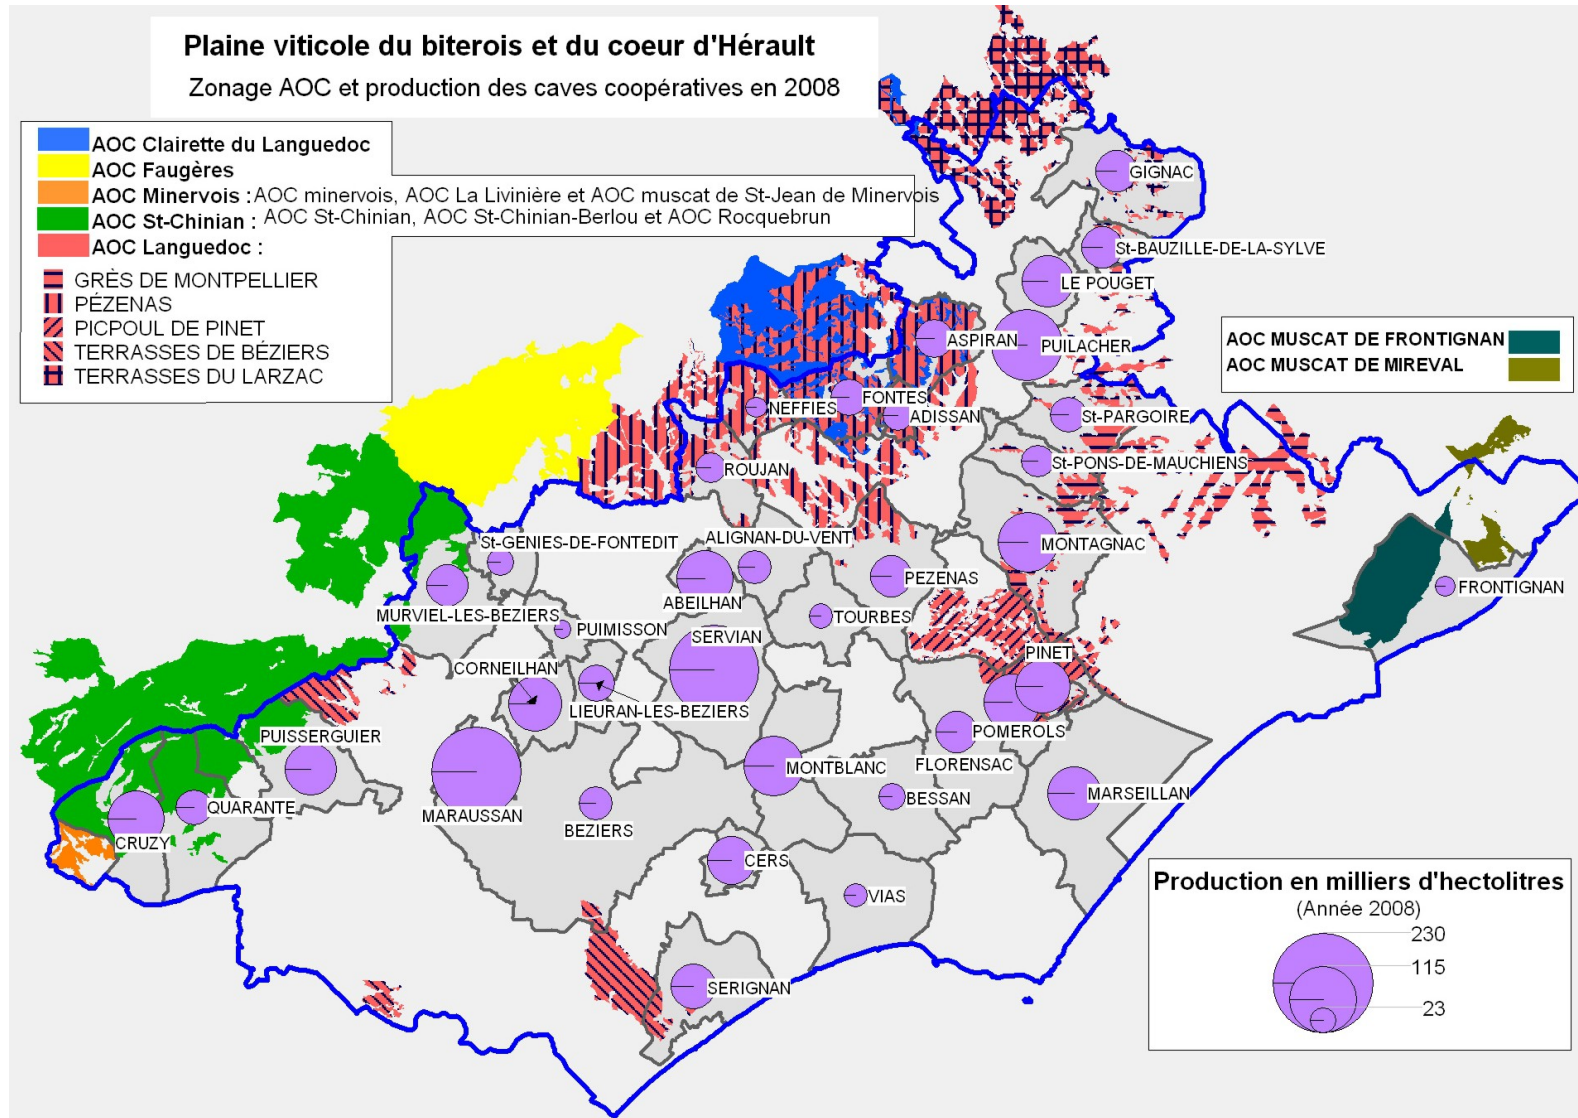 Plaine viticole du biterois et du coeur d'Hérault
Zonage AOC et production des caves coopératives en 2008
AOC Clairette du Languedoc
AOC Faugères
AOC Minervois : AOC minervois, AOC La Livinière et AOC muscat de St-Jean de Minervois
AOC St-Chinian : AOC St-Chinian, AOC St-Chinian-Berlou et AOC Rocquebrun
AOC Languedoc :
GRÈS DE MONTPELLIER
PÉZENAS
PICPOUL DE PINET
TERRASSES DE BÉZIERS
TERRASSES DU LARZAC
AOC MUSCAT DE FRONTIGNAN
AOC MUSCAT DE MIREVAL
GIGNAC
St-BAUZILLE-DE-LA-SYLVE
LE POUGET
ASPIRAN
PUILACHER
NEFFIES
FONTES
ADISSAN
St-PARGOIRE
ROUJAN
St-PONS-DE-MAUCHIENS
St-GENIES-DE-FONTEDIT
ALIGNAN-DU-VENT
MONTAGNAC
PEZENAS
FRONTIGNAN
MURVIEL-LES-BEZIERS
ABEILHAN
TOURBES
PUIMISSON
SERVIAN
PINET
CORNEILHAN
LIEURAN-LES-BEZIERS
PUISSERGUIER
POMEROLS
FLORENSAC
MONTBLANC
MARSEILLAN
BESSAN
QUARANTE
MARAUSSAN
BEZIERS
CRUZY
CERS
VIAS
SERIGNAN
Production en milliers d'hectolitres
(Année 2008)
230
115
23